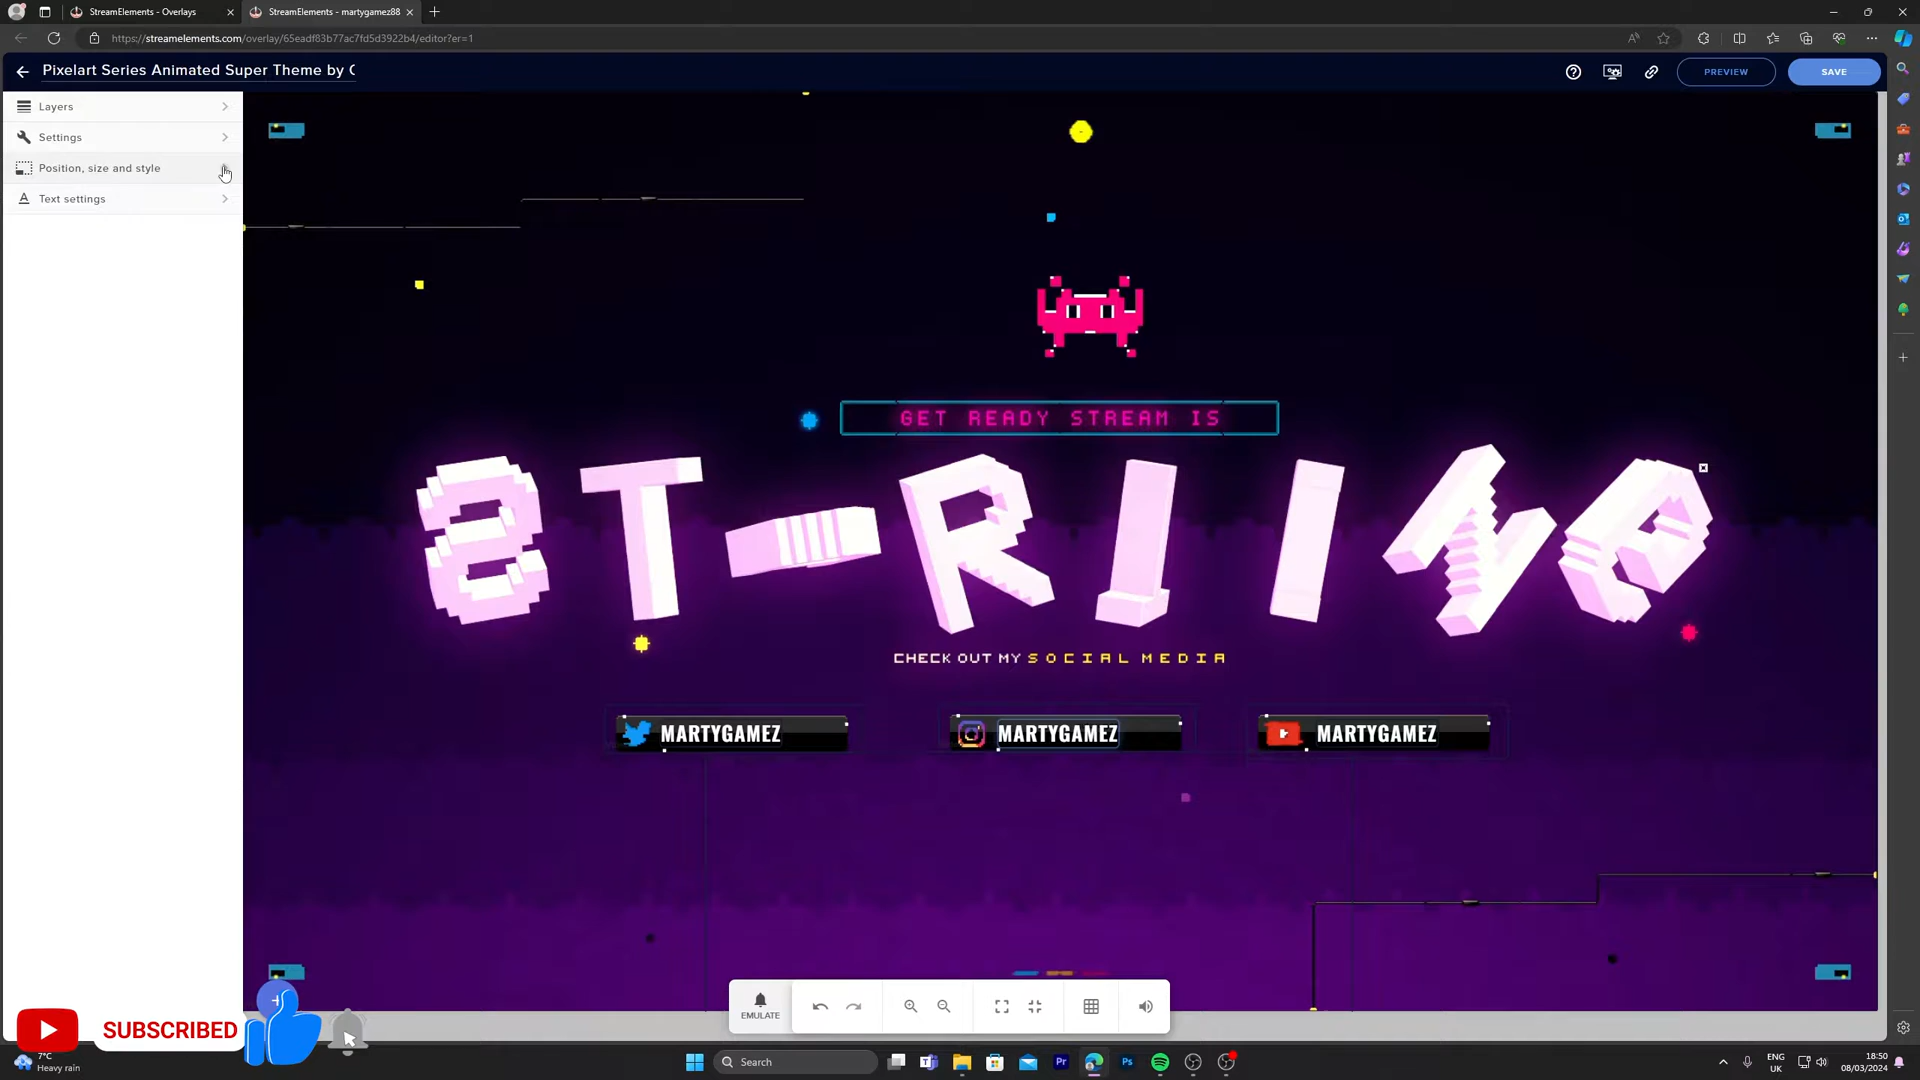 StreamElements - Overlays
StreamElements - martygamez88
https://streamelements.com/overlay/65eadf83b77ac7fd5d3922b4/editor?er=1
Pixelart Series Animated Super Theme by
PREVIEW
SAVE
Layers
Settings
Position, size and style
Text settings
GET READY STREAM IS
CHECK OUT MY SOCIAL MEDIA
MARTYGAMEZ
MARTYGAMEZ
MARTYGAMEZ
EMULATE
SUBSCRIBED
7°C
Heavy rain
Search
Pr
Ps
ENG
UK
18:50
08/03/2024